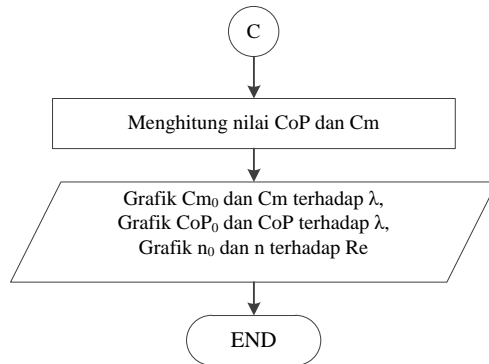 C
Menghitung nilai CoP dan Cm
Grafik Cm₀ dan Cm terhadap λ,
Grafik CoP₀ dan CoP terhadap λ,
Grafik n₀ dan n terhadap Re
END